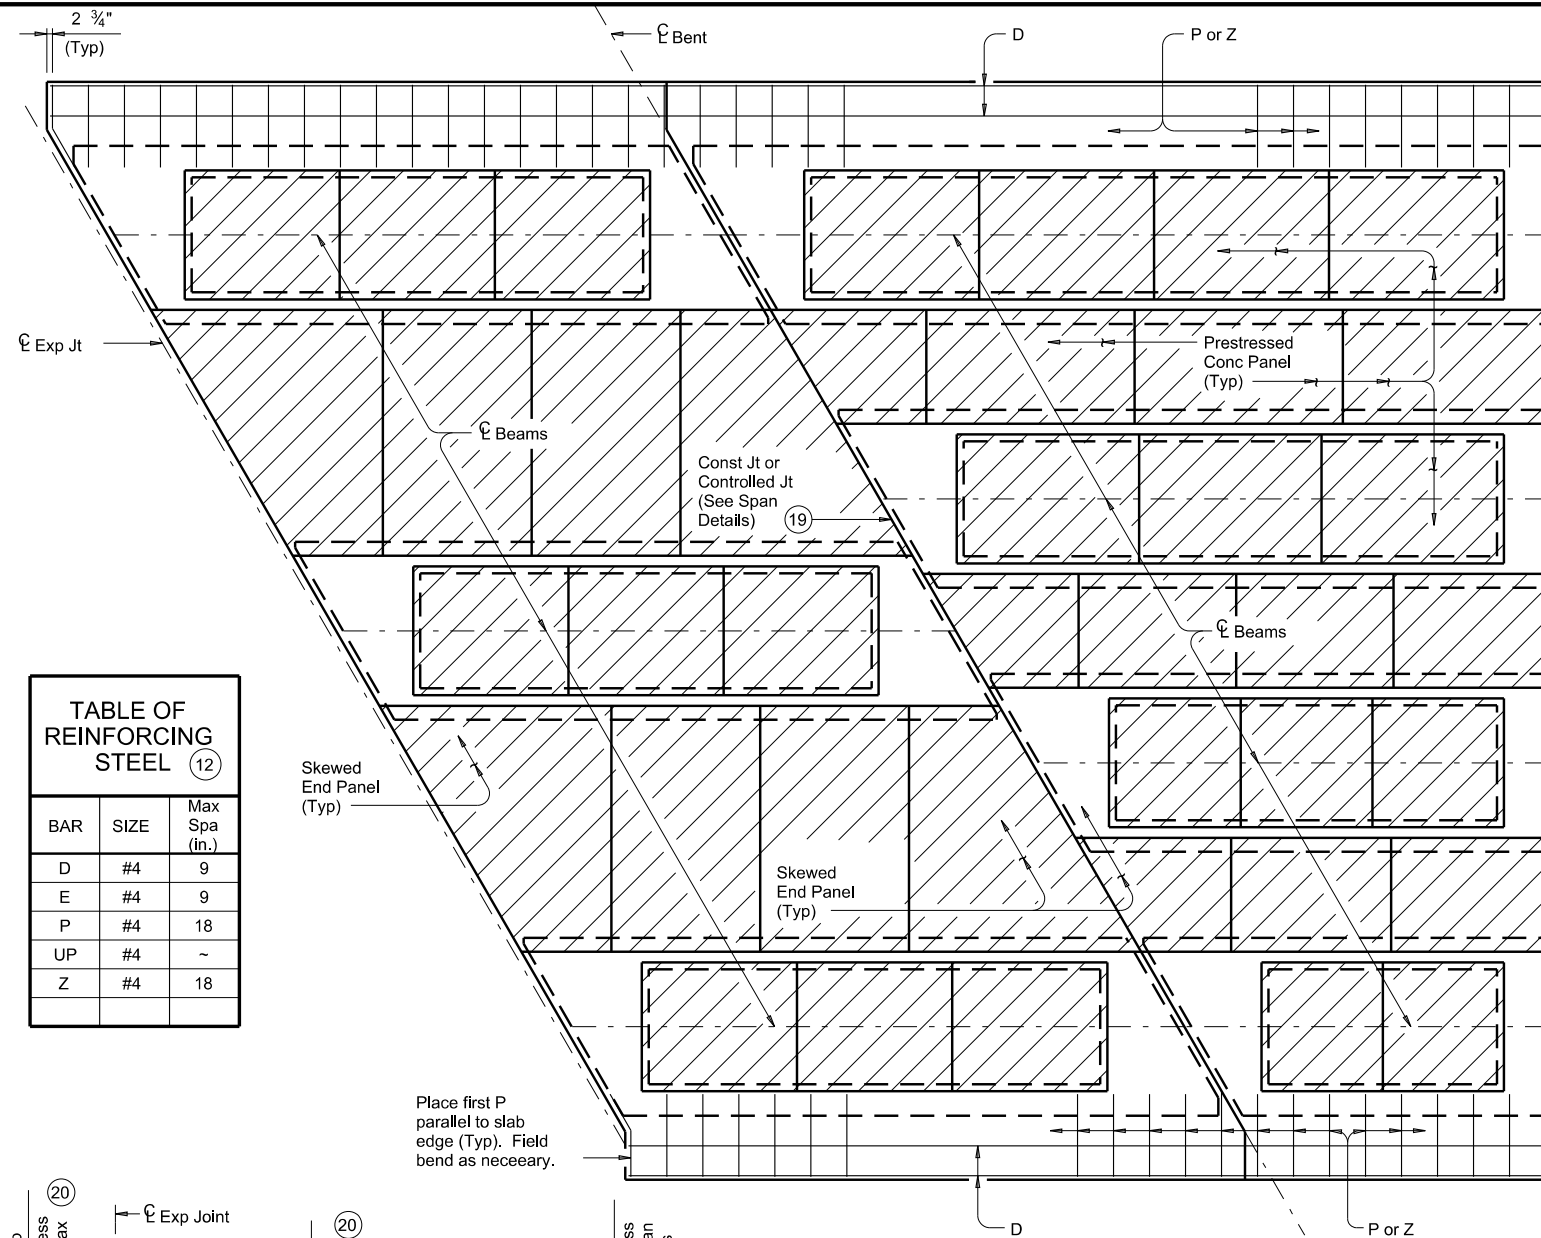 2 ¾"
(Typ)
℄ Bent
D
P or Z
℄ Exp Jt
Prestressed
Conc Panel
(Typ)
℄ Beams
Const Jt or
Controlled Jt
(See Span
Details)
19
℄ Beams
TABLE OF
REINFORCING
STEEL 12
BAR SIZE Max Spa (in.)
D #4 9
E #4 9
P #4 18
UP #4 ~
Z #4 18
Skewed
End Panel
(Typ)
Skewed
End Panel
(Typ)
Place first P
parallel to slab
edge (Typ). Field
bend as neceeary.
20
℄ Exp Joint
20
D
P or Z